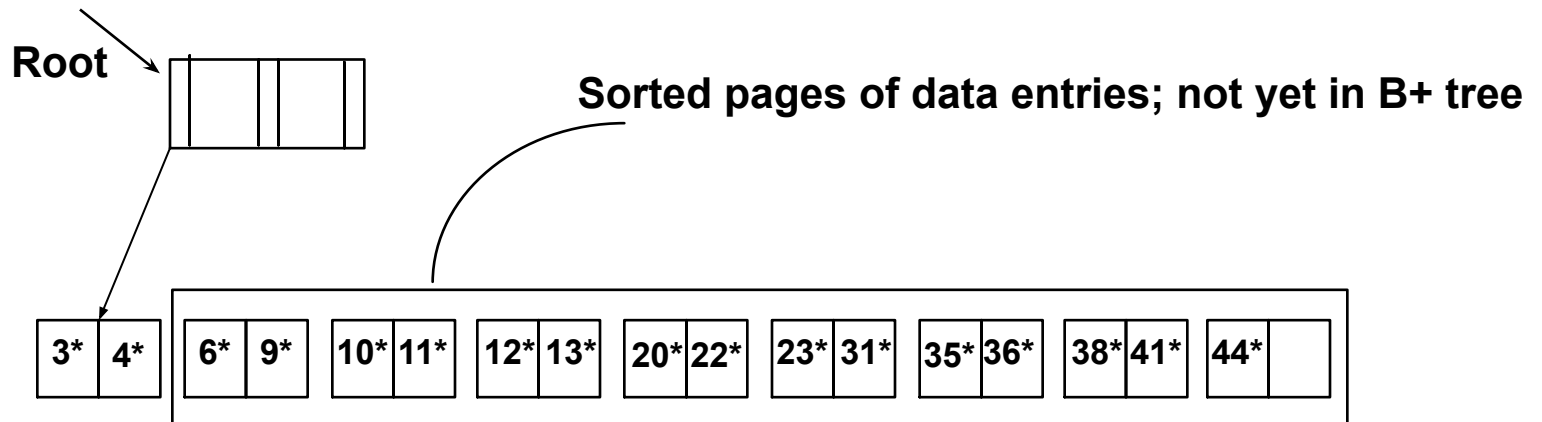 Root
Sorted pages of data entries; not yet in B+ tree
3* 4* 6* 9* 10* 11* 12* 13* 20* 22* 23* 31* 35* 36* 38* 41* 44*